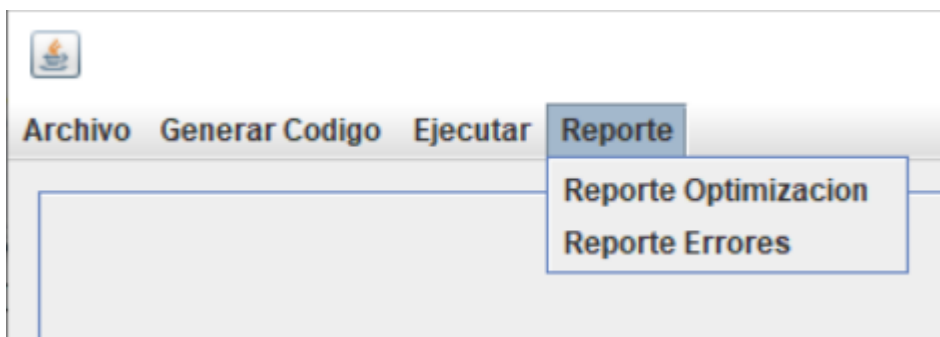 Archivo Generar Codigo Ejecutar Reporte
Reporte Optimizacion
Reporte Errores